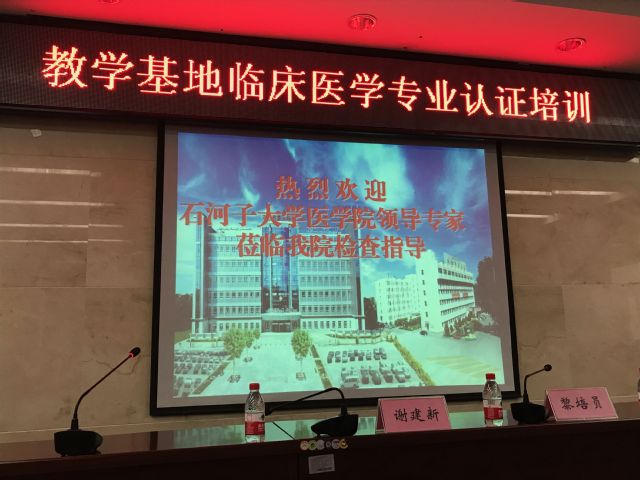 教学基地临床医学专业认证培训
热烈欢迎
石河子大学医学院领导专家
莅临我院检查指导
谢建新
黎培员